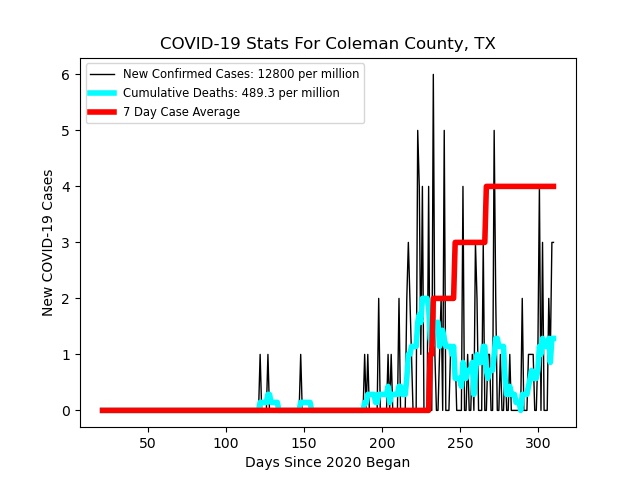 COVID-19 Stats For Coleman County, TX
New Confirmed Cases: 12800 per million
Cumulative Deaths: 489.3 per million
7 Day Case Average
New COVID-19 Cases
6
5
4
3
2
1
0
50 100 150 200 250 300
Days Since 2020 Began